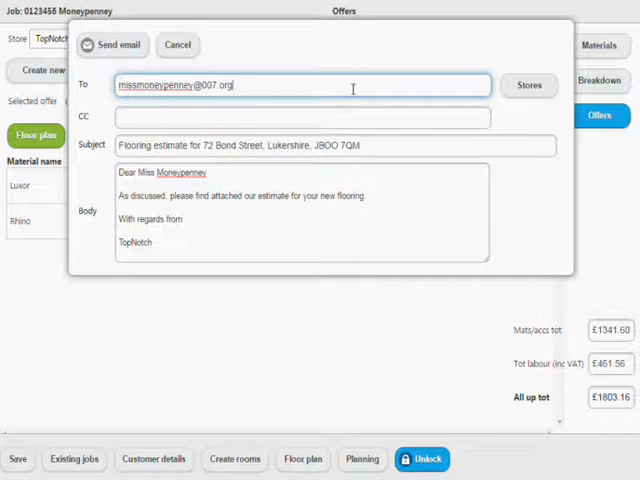 Job: 0123456 Moneypenney
Offers
Store
TopNotch
Materials
Create new
Breakdown
Selected offer
Offers
Floor plan
Material name
Luxor
Rhino
Send email
Cancel
To
missmoneypenney@007.org
Stores
CC
Subject
Flooring estimate for 72 Bond Street, Lukershire, JBOO 7QM
Body
Dear Miss Moneypenney
As discussed, please find attached our estimate for your new flooring.
With regards from
TopNotch
Mats/accs tot
£1341.60
Tot labour (inc VAT)
£461.56
All up tot
£1803.16
Save
Existing jobs
Customer details
Create rooms
Floor plan
Planning
Unlock